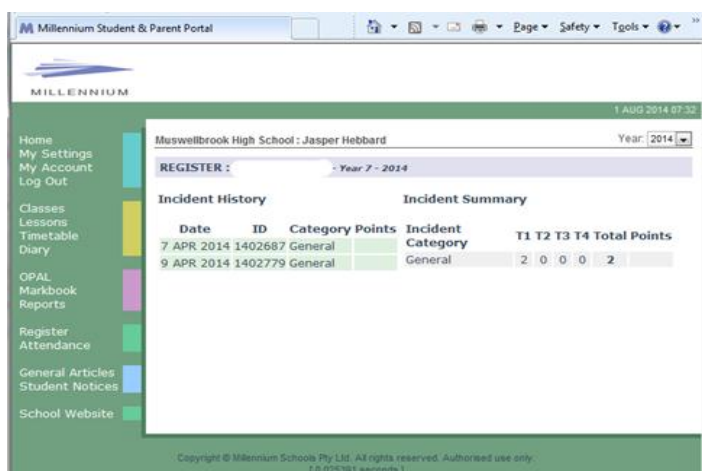 Millennium Student & Parent Portal
Page Safety Tools
MILLENNIUM
1 AUG 2014 07:32
Home
My Settings
My Account
Log Out
Classes
Lessons
Timetable
Diary
OPAL
Markbook
Reports
Register
Attendance
General Articles
Student Notices
School Website
Muswellbrook High School : Jasper Hebbard
Year: 2014
REGISTER : - Year 7 - 2014
Incident History
Date ID Category Points
7 APR 2014 1402687 General
9 APR 2014 1402779 General
Incident Summary
Incident Category T1 T2 T3 T4 Total Points
General 2 0 0 0 2
Copyright © Millennium Schools Pty Ltd. All rights reserved. Authorised use only.